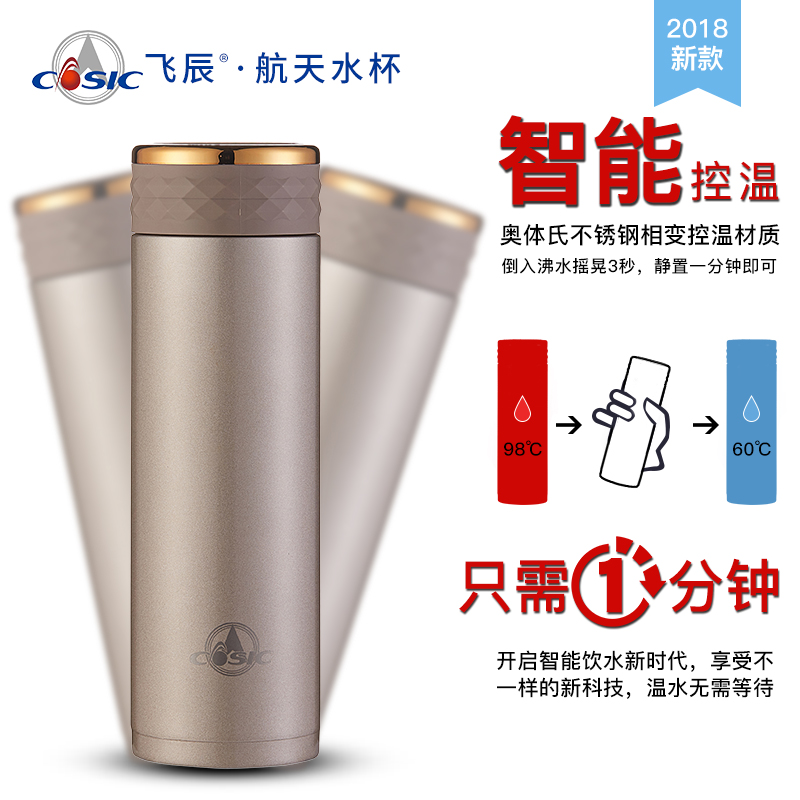 COSIC 飞辰®·航天水杯
2018
新款
智能控温
奥体氏不锈钢相变控温材质
倒入沸水摇晃3秒，静置一分钟即可
98℃
60℃
只需1分钟
COSIC
开启智能饮水新时代，享受不
一样的新科技，温水无需等待